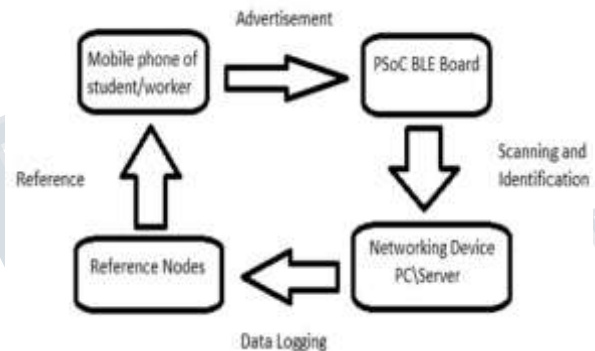 Advertisement
Mobile phone of
student/worker
PSoC BLE Board
Reference
Scanning and
Identification
Reference Nodes
Networking Device
PC\Server
Data Logging